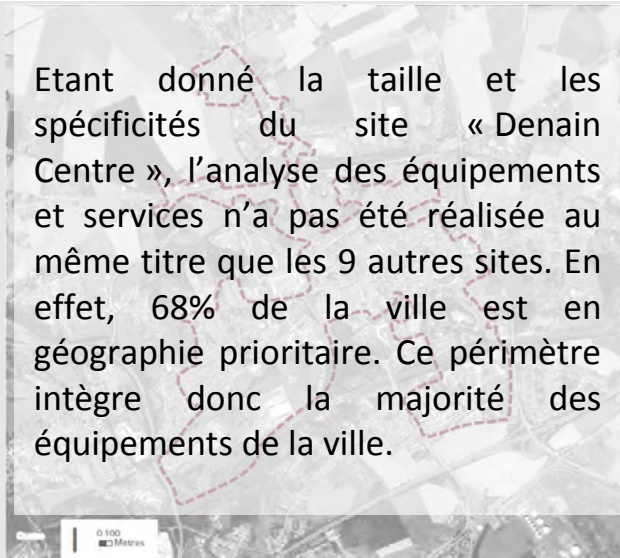 Etant donné la taille et les
spécificités du site « Denain
Centre », l’analyse des équipements
et services n’a pas été réalisée au
même titre que les 9 autres sites. En
effet, 68% de la ville est en
géographie prioritaire. Ce périmètre
intègre donc la majorité des
équipements de la ville.
0 100
Metres